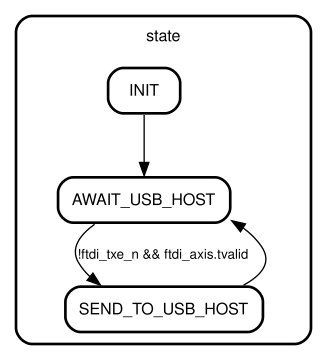 state
INIT
AWAIT_USB_HOST
!ftdi_txe_n && ftdi_axis.tvalid
SEND_TO_USB_HOST